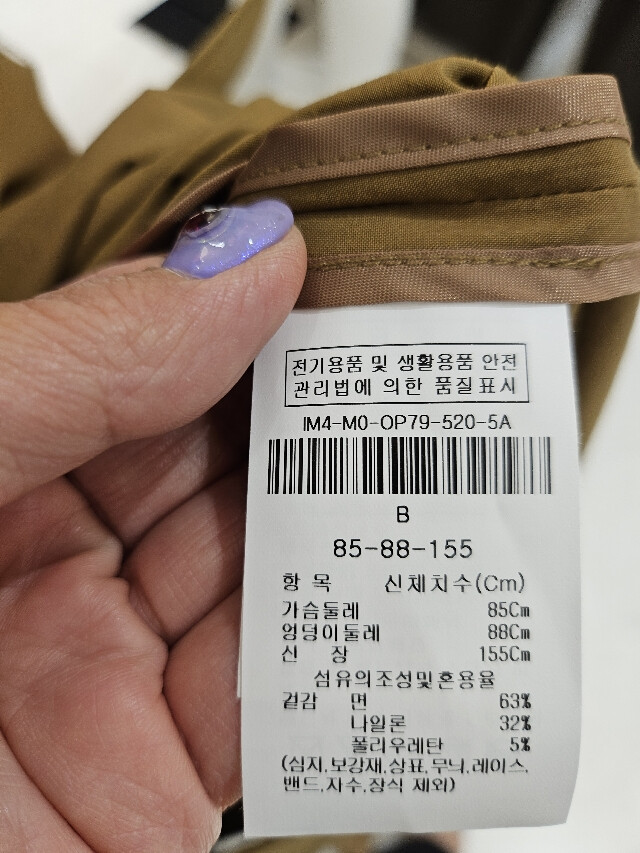 전기용품 및 생활용품 안전
관리법에 의한 품질표시
IM4-M0-OP79-520-5A
B
85-88-155
항 목 신체치수(Cm)
가슴둘레 85Cm
엉덩이둘레 88Cm
신 장 155Cm
섬유의조성및혼용율
겉감 면 63%
나일론 32%
폴리우레탄 5%
(심지,보강재,상표,무늬,레이스,
밴드,자수,장식 제외)